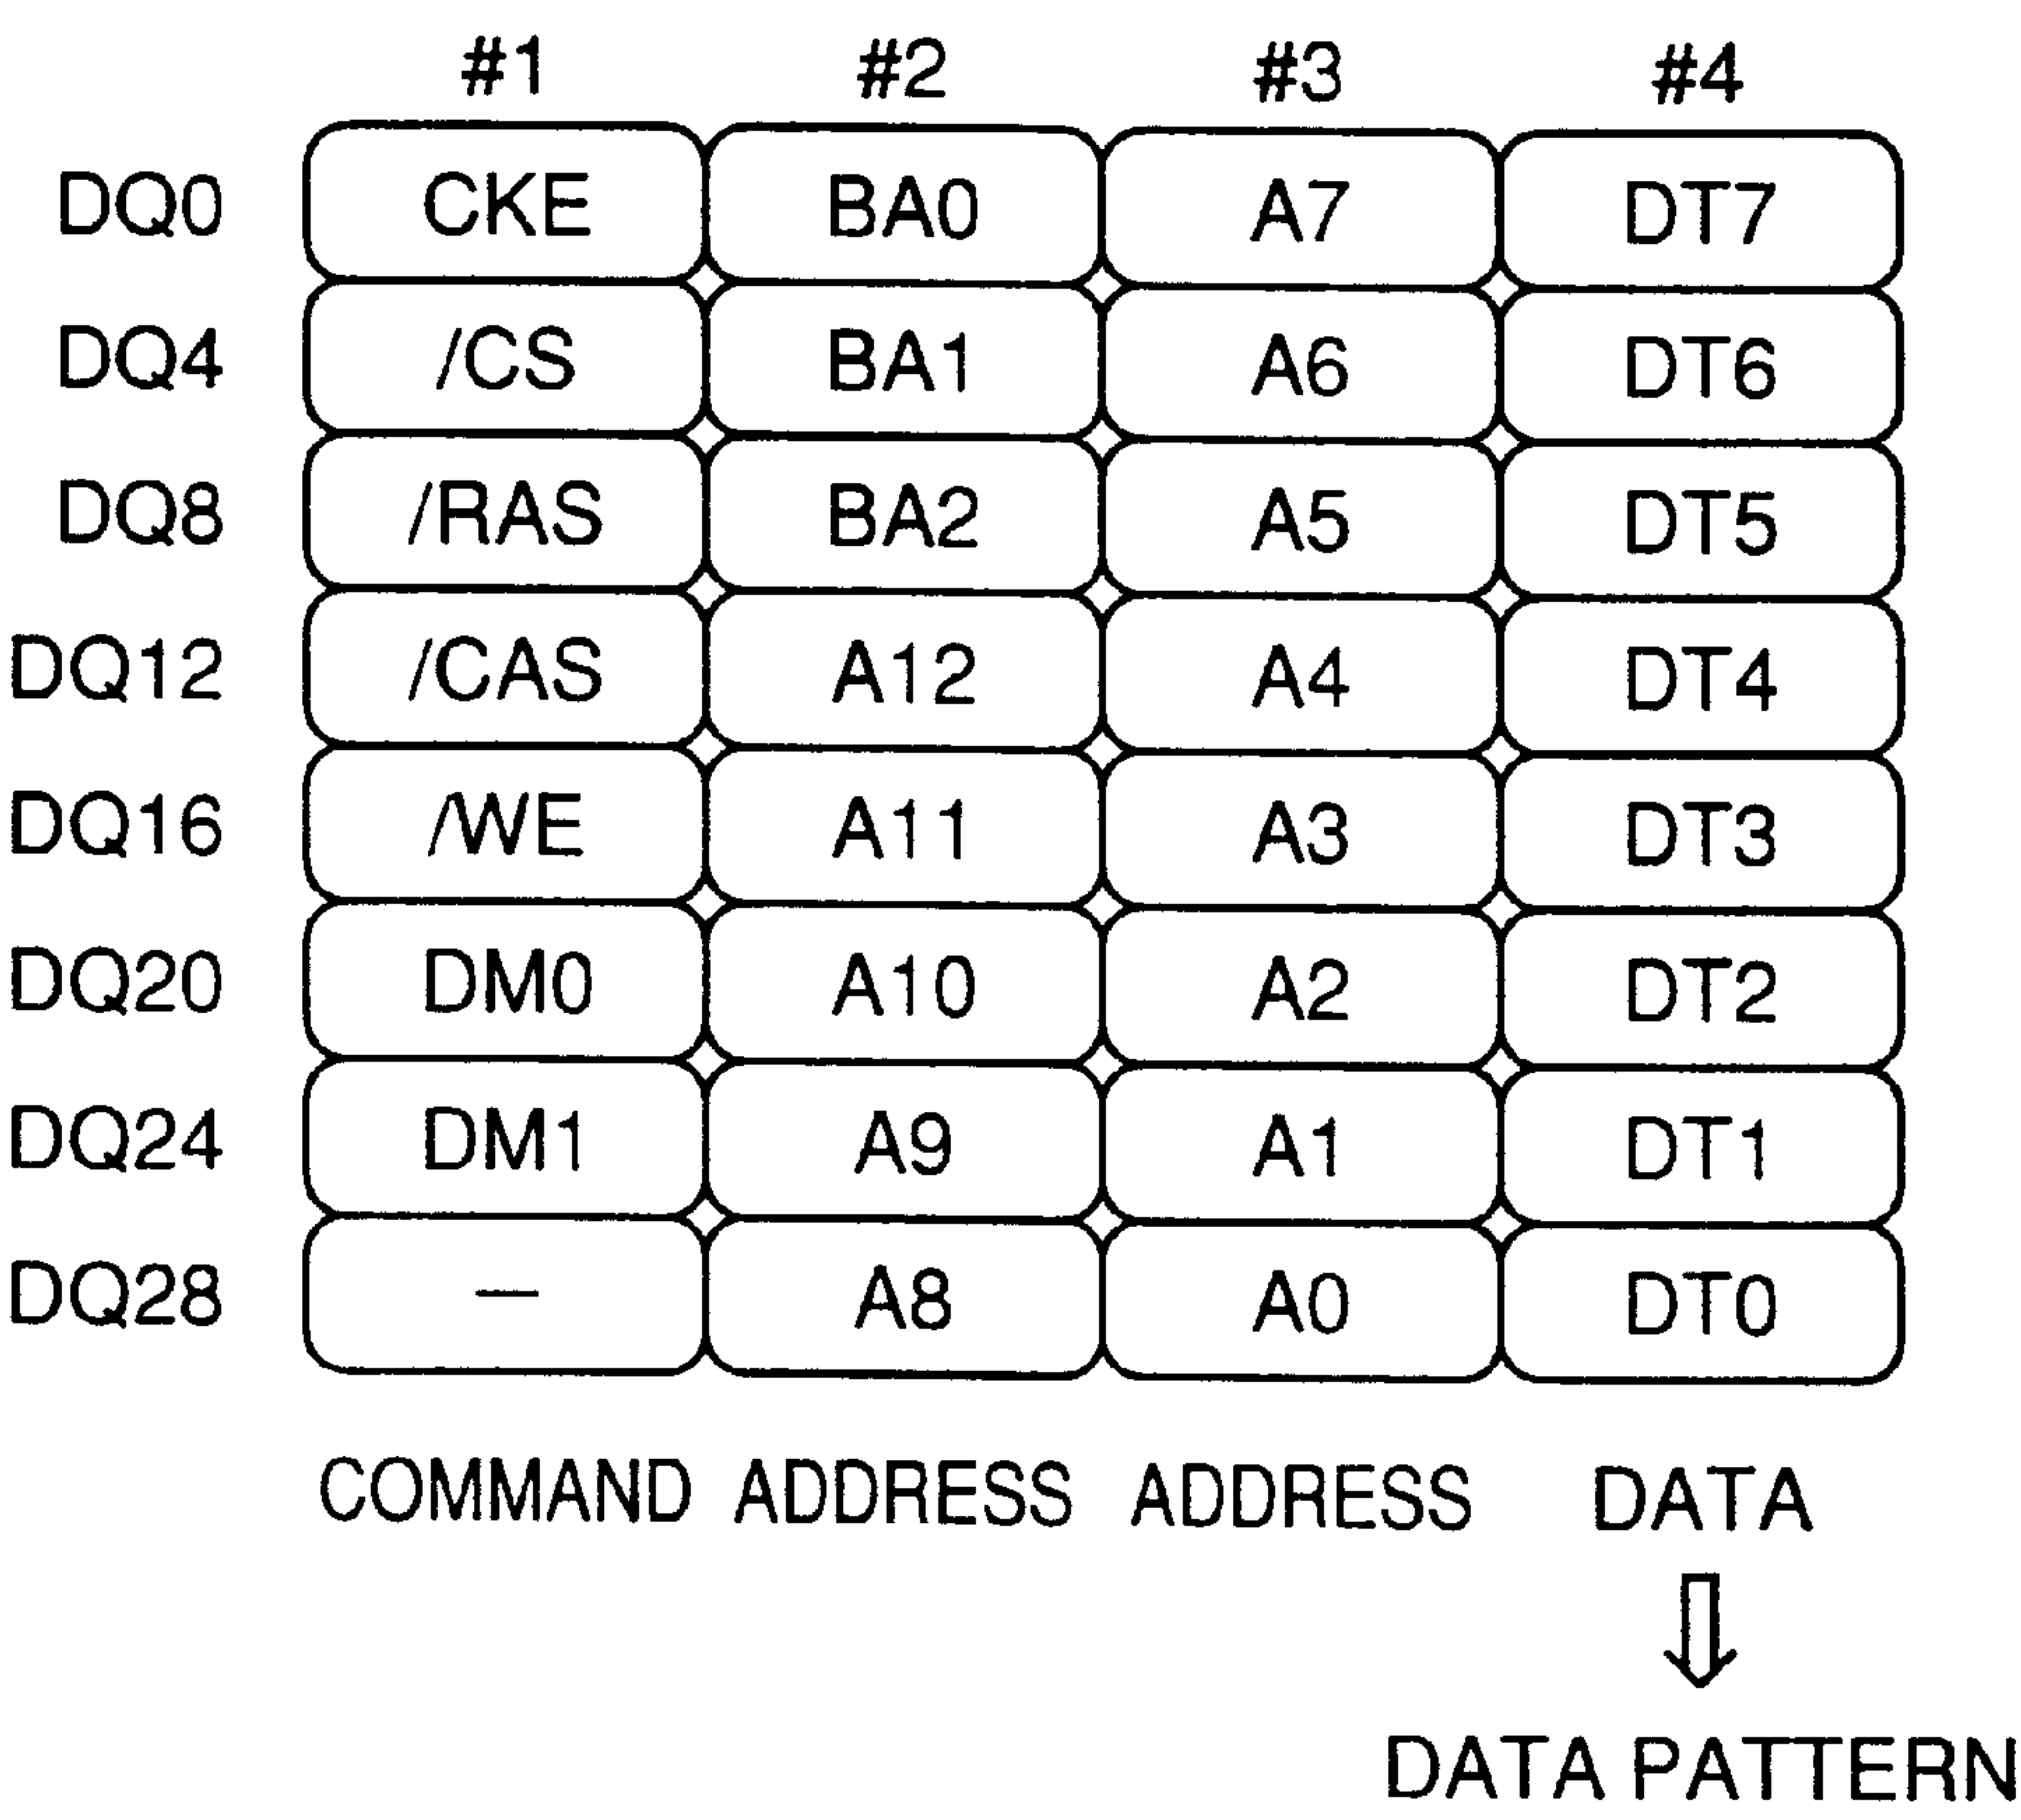 #1 #2 #3 #4
DQ0 CKE BA0 A7 DT7
DQ4 /CS BA1 A6 DT6
DQ8 /RAS BA2 A5 DT5
DQ12 /CAS A12 A4 DT4
DQ16 /WE A11 A3 DT3
DQ20 DM0 A10 A2 DT2
DQ24 DM1 A9 A1 DT1
DQ28 — A8 A0 DT0
COMMAND ADDRESS ADDRESS DATA
DATA PATTERN